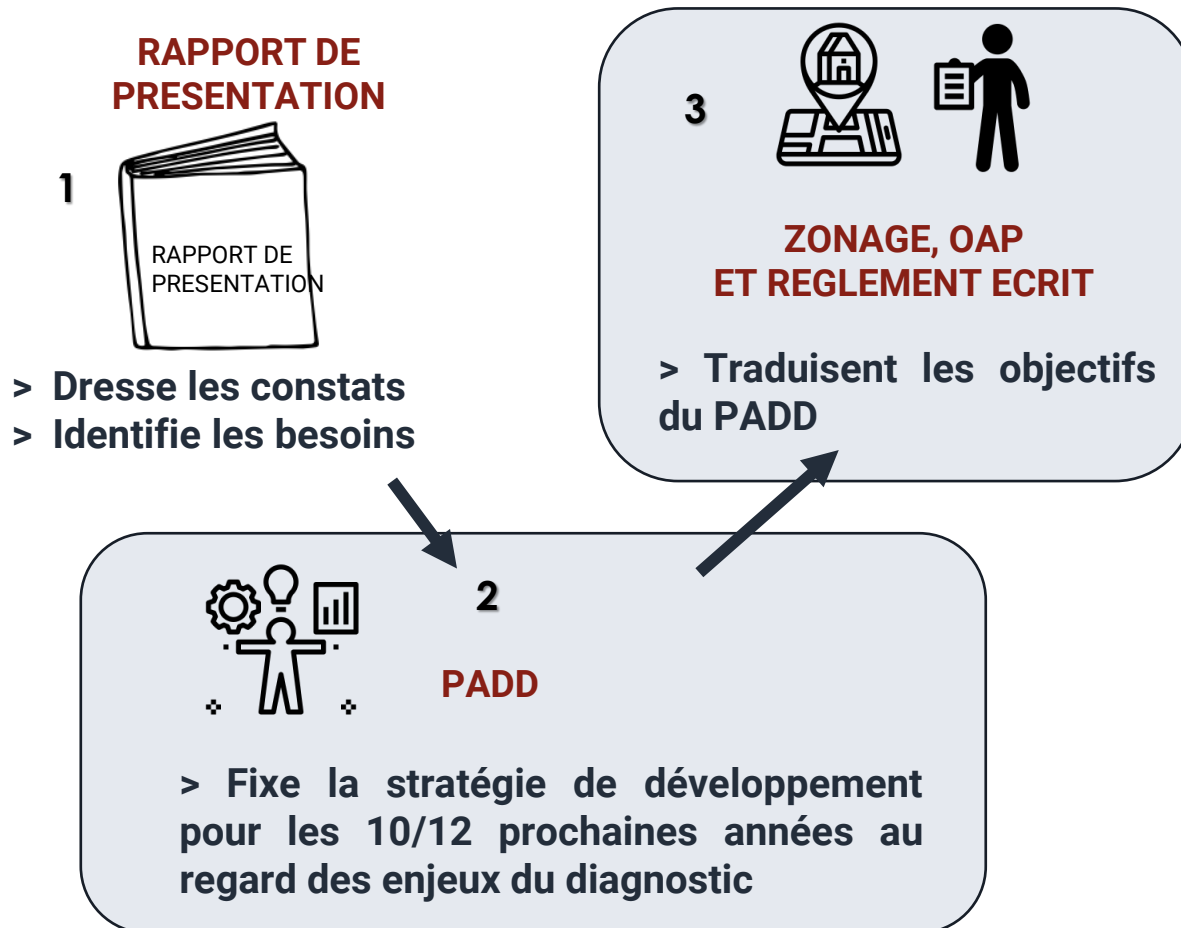 RAPPORT DE
PRESENTATION
1
RAPPORT DE
PRESENTATION
> Dresse les constats
> Identifie les besoins
3
ZONAGE, OAP
ET REGLEMENT ECRIT
> Traduisent les objectifs
du PADD
2
PADD
> Fixe la stratégie de développement
pour les 10/12 prochaines années au
regard des enjeux du diagnostic